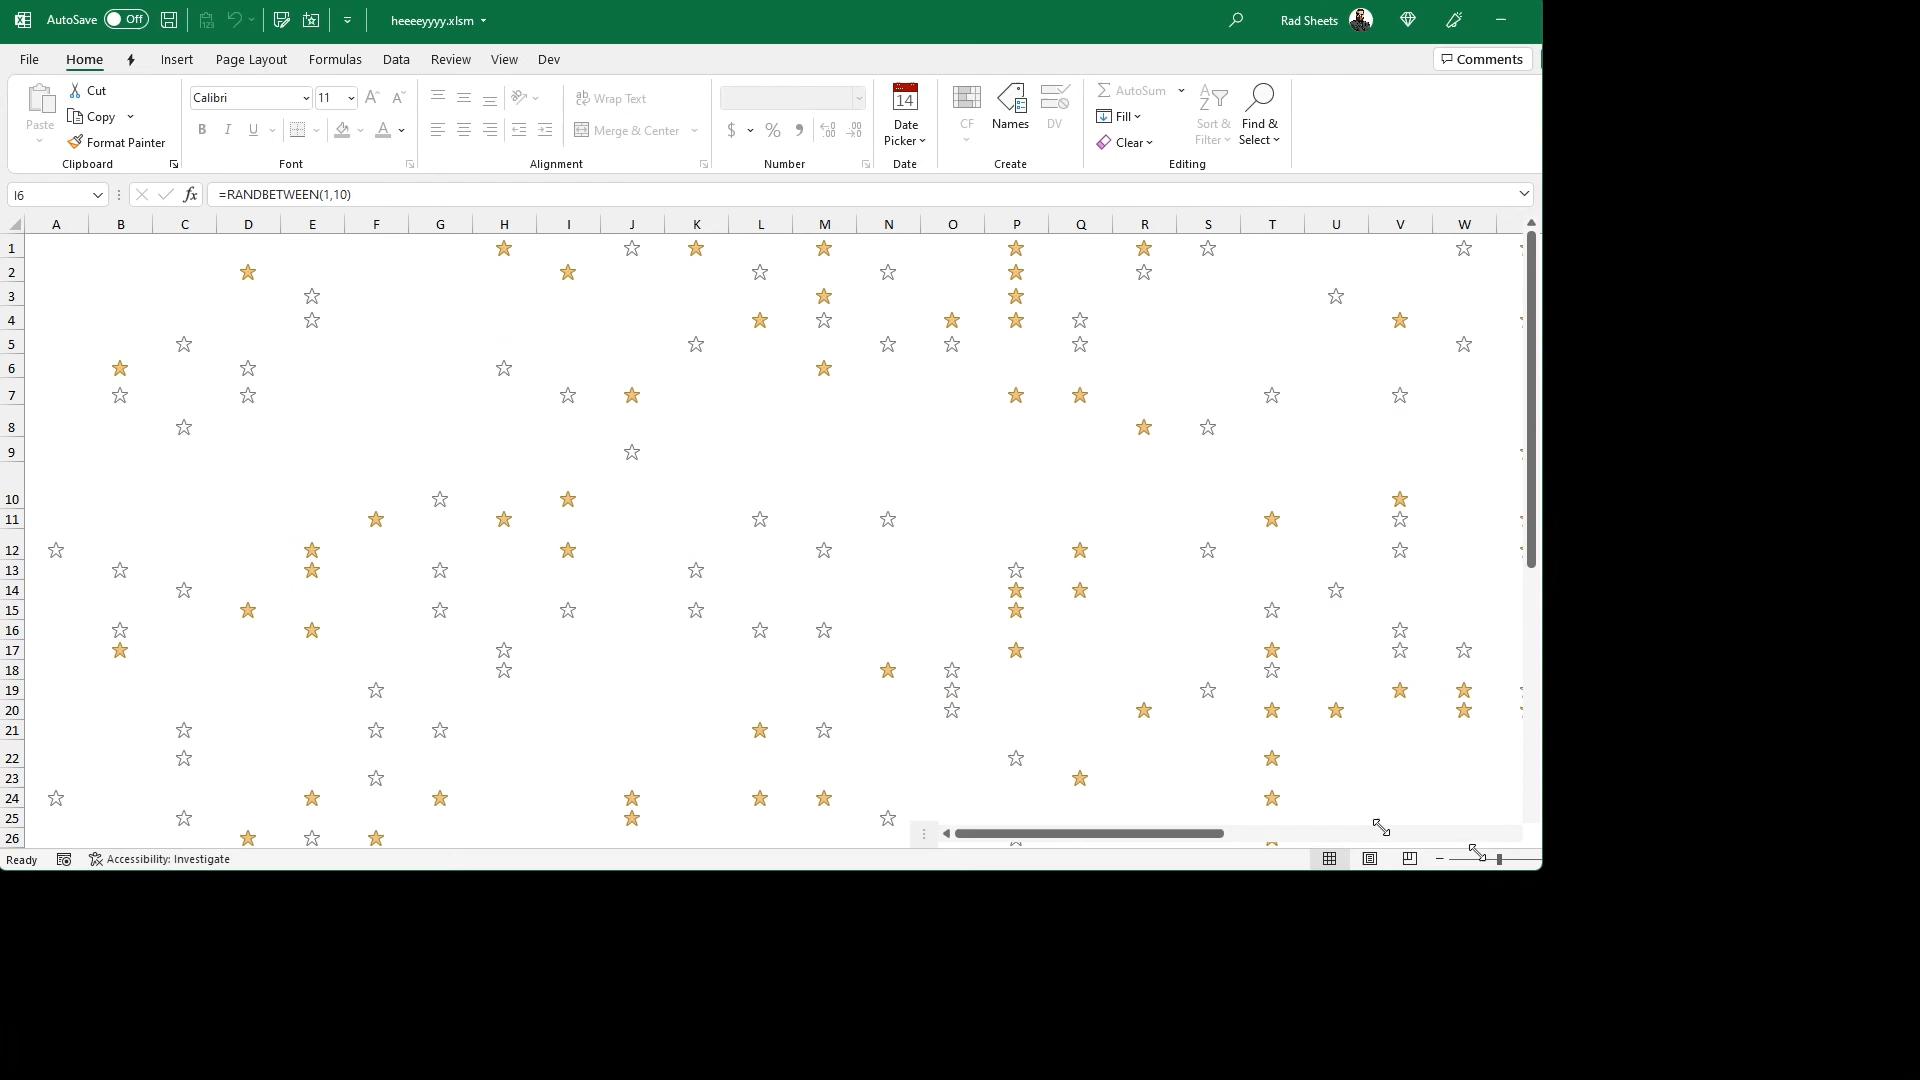 AutoSave Off heeeeyyyy.xlsm Rad Sheets
File Home Insert Page Layout Formulas Data Review View Dev Comments
Paste Cut Copy Format Painter Clipboard
Calibri 11 B I U A Font
Wrap Text Merge & Center Alignment
$ % Number
14 Date Picker Date
CF Names DV Create
AutoSum Fill Clear Sort & Filter Find & Select Editing
I6 fx =RANDBETWEEN(1,10)
A B C D E F G H I J K L M N O P Q R S T U V W
1
2
3
4
5
6
7
8
9
10
11
12
13
14
15
16
17
18
19
20
21
22
23
24
25
26
Ready Accessibility: Investigate